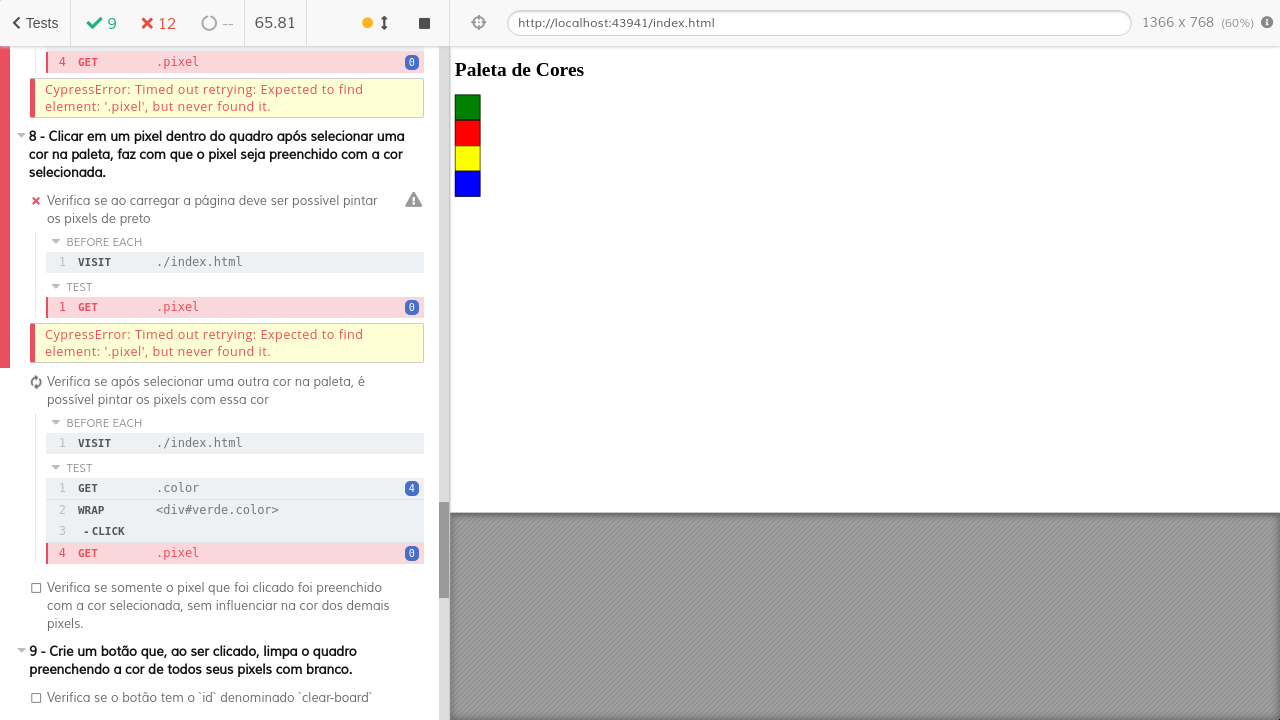 Tests 9 12 -- 65.81
http://localhost:43941/index.html 1366 x 768 (60%)
4 GET .pixel 0
CypressError: Timed out retrying: Expected to find
element: '.pixel', but never found it.
8 - Clicar em um pixel dentro do quadro após selecionar uma
cor na paleta, faz com que o pixel seja preenchido com a cor
selecionada.
Verifica se ao carregar a página deve ser possível pintar
os pixels de preto
BEFORE EACH
1 VISIT ./index.html
TEST
1 GET .pixel 0
CypressError: Timed out retrying: Expected to find
element: '.pixel', but never found it.
Verifica se após selecionar uma outra cor na paleta, é
possível pintar os pixels com essa cor
BEFORE EACH
1 VISIT ./index.html
TEST
1 GET .color 4
2 WRAP <div#verde.color>
3 - CLICK
4 GET .pixel 0
Verifica se somente o pixel que foi clicado foi preenchido
com a cor selecionada, sem influenciar na cor dos demais
pixels.
9 - Crie um botão que, ao ser clicado, limpa o quadro
preenchendo a cor de todos seus pixels com branco.
Verifica se o botão tem o `id` denominado `clear-board`
Paleta de Cores